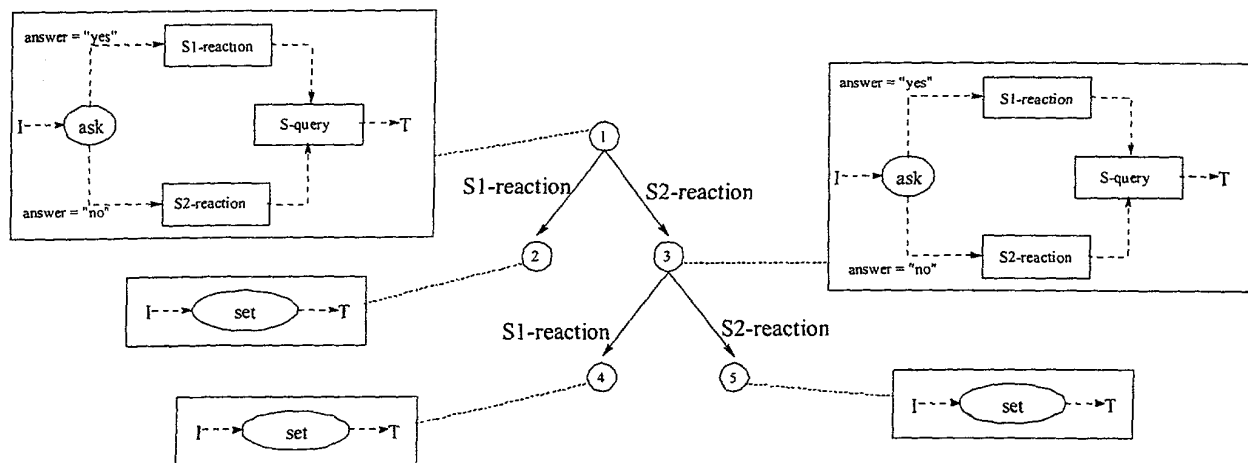 answer = "yes"
S1-reaction
I
ask
S-query
T
S2-reaction
answer = "no"
answer = "yes"
S1-reaction
I
ask
S-query
T
S2-reaction
answer = "no"
1
S1-reaction
S2-reaction
2
3
I
set
T
S1-reaction
S2-reaction
4
5
I
set
T
I
set
T